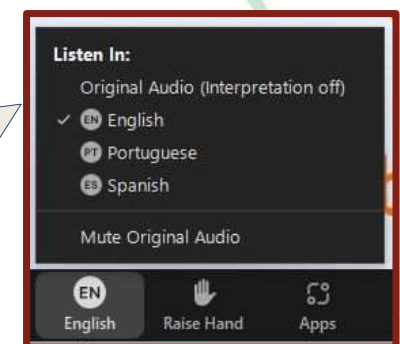 Listen In:
Original Audio (Interpretation off)
✓ EN English
PT Portuguese
ES Spanish
Mute Original Audio
EN
English Raise Hand Apps